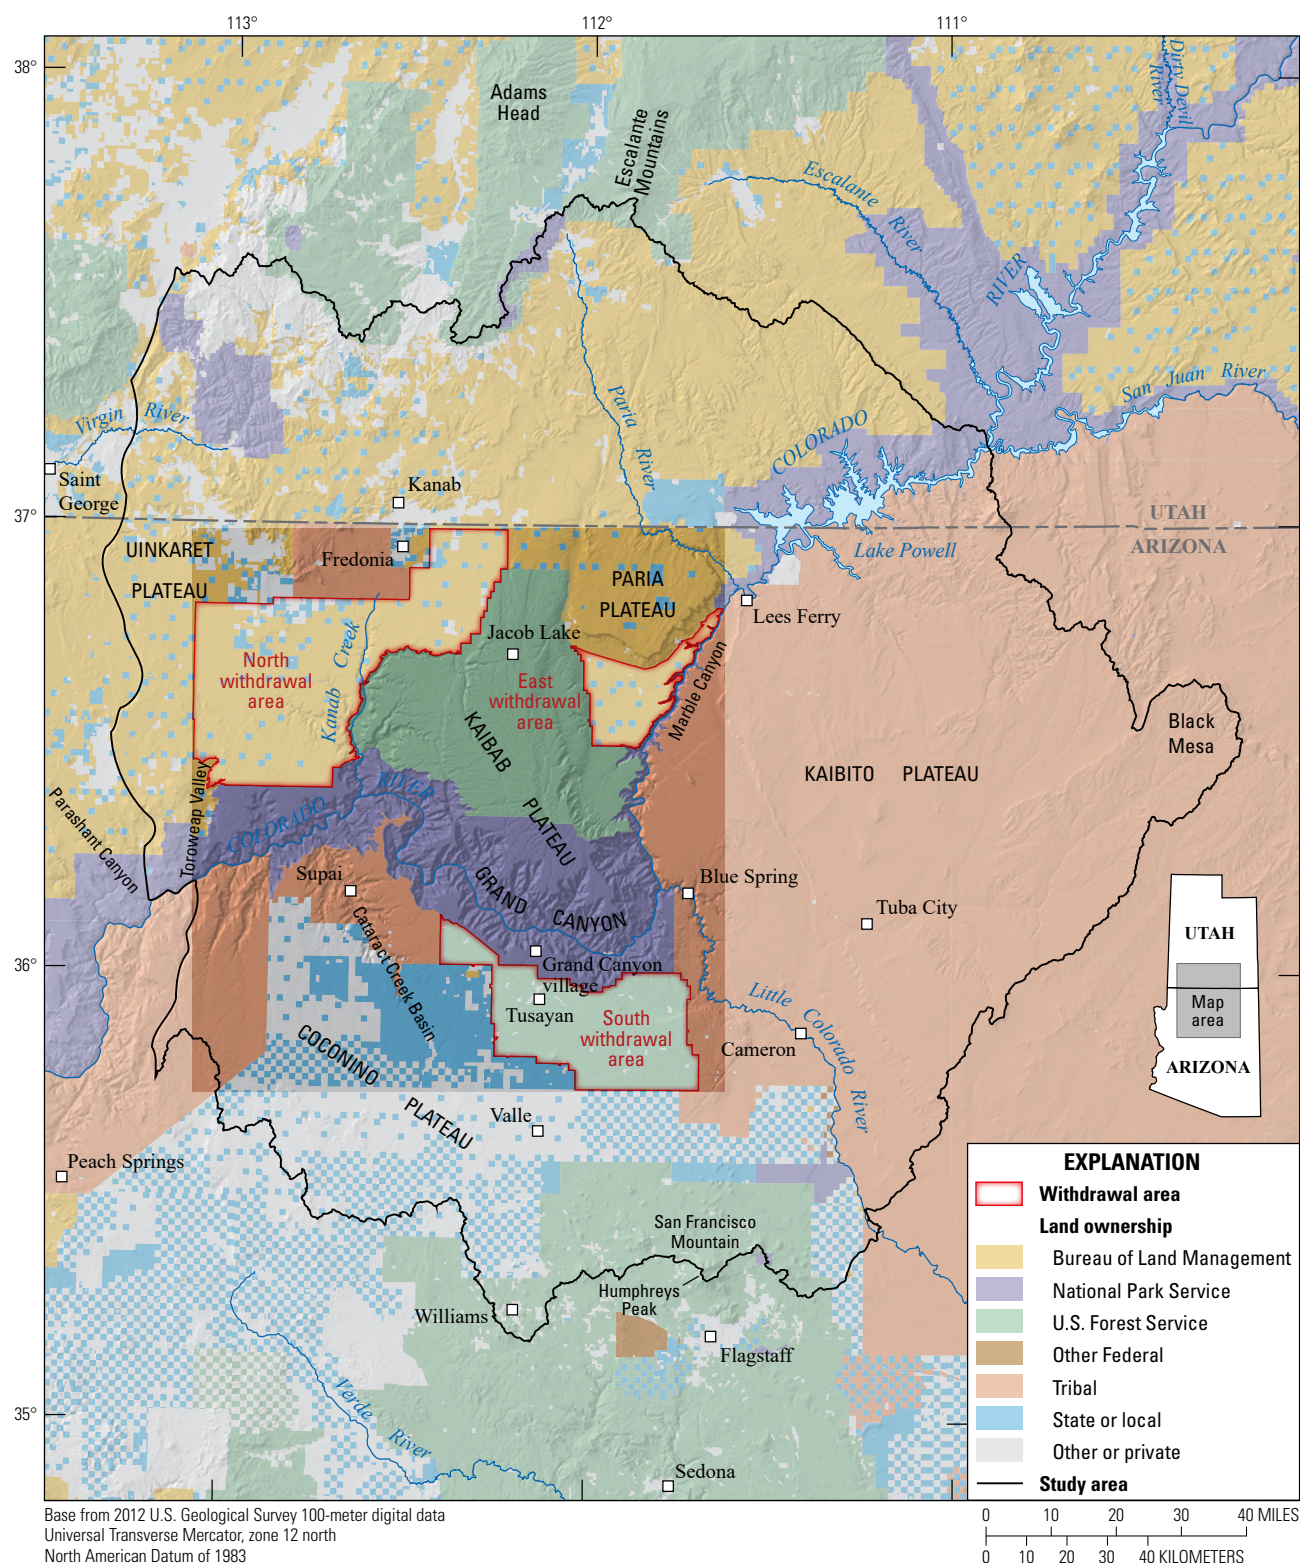 113°
112°
111°
38°
Adams
Head
Escalante
Mountains
Dirty Devil
River
Escalante
River
RIVER
Paria
River
COLORADO
San Juan River
Virgin River
Saint
George
Kanab
37°
UTAH
ARIZONA
Lake Powell
UINKARET
PLATEAU
Fredonia
PARIA
PLATEAU
Lees Ferry
Jacob Lake
North
withdrawal
area
Kanab Creek
East
withdrawal
area
Marble Canyon
KAIBAB
PLATEAU
Black
Mesa
KAIBITO PLATEAU
Toroweap Valley
Parashant Canyon
COLORADO
RIVER
Supai
GRAND
CANYON
Blue Spring
Tuba City
Cataract Creek Basin
36°
Grand Canyon
village
Tusayan
South
withdrawal
area
Little Colorado River
Cameron
COCONINO
PLATEAU
Valle
Peach Springs
San Francisco
Mountain
Humphreys
Peak
Williams
Flagstaff
35°
Verde
River
Sedona
UTAH
Map
area
ARIZONA
EXPLANATION
Withdrawal area
Land ownership
Bureau of Land Management
National Park Service
U.S. Forest Service
Other Federal
Tribal
State or local
Other or private
Study area
Base from 2012 U.S. Geological Survey 100-meter digital data
Universal Transverse Mercator, zone 12 north
North American Datum of 1983
0 10 20 30 40 MILES
0 10 20 30 40 KILOMETERS